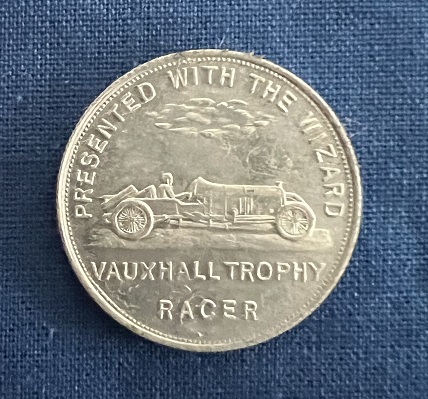 PRESENTED WITH THE WIZARD
VAUXHALL TROPHY
RACER